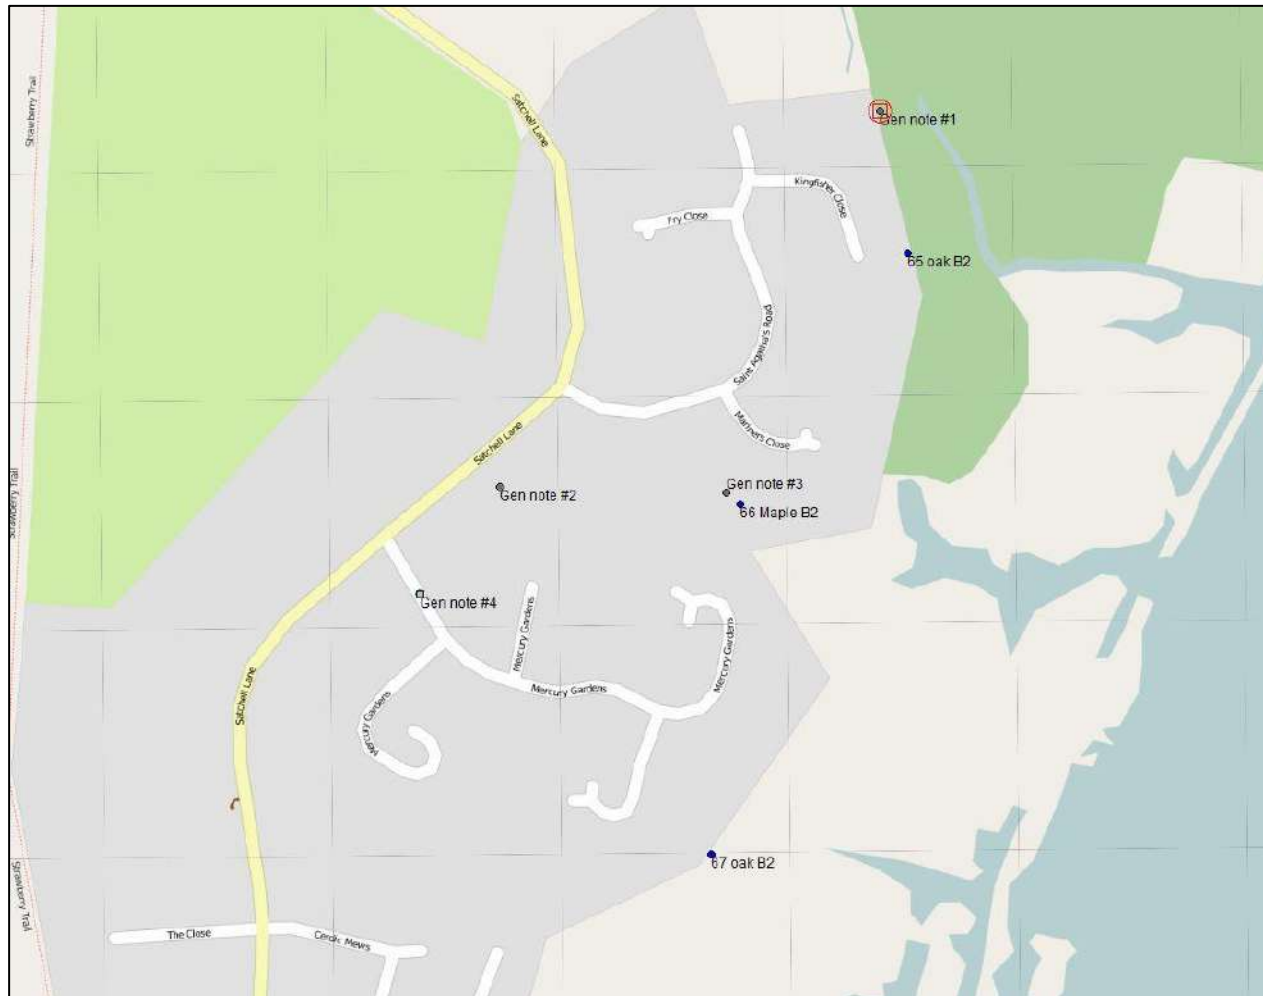 Strawberry Trail
Satchell Lane
Gen note #1
Kingfisher Close
Fry Close
65 oak B2
Saint Agatha's Road
Mariners Close
Satchell Lane
Strawberry Trail
Gen note #2
Gen note #3
66 Maple B2
Gen note #4
Mercury Gardens
Mercury Gardens
Satchell Lane
Mercury Gardens
Mercury Gardens
67 oak B2
Strawberry Trail
The Close
Cerdic Mews